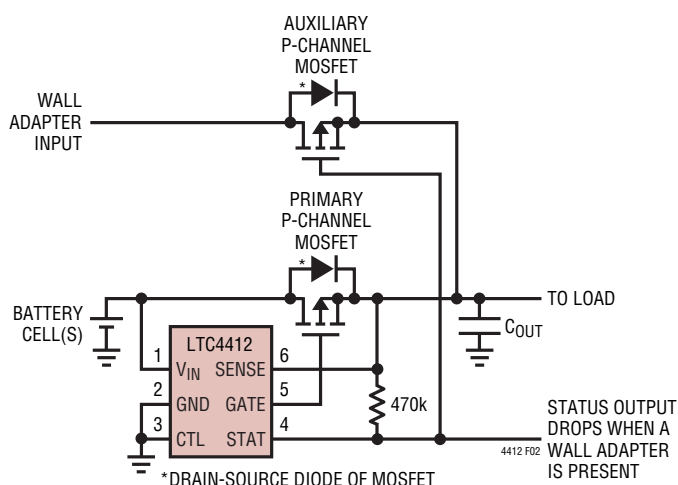 AUXILIARY
P-CHANNEL
MOSFET
*
WALL
ADAPTER
INPUT
PRIMARY
P-CHANNEL
MOSFET
*
BATTERY
CELL(S)
TO LOAD
COUT
LTC4412
1
VIN
SENSE
6
2
GND
GATE
5
3
CTL
STAT
4
470k
4412 F02
STATUS OUTPUT
DROPS WHEN A
WALL ADAPTER
IS PRESENT
*DRAIN-SOURCE DIODE OF MOSFET